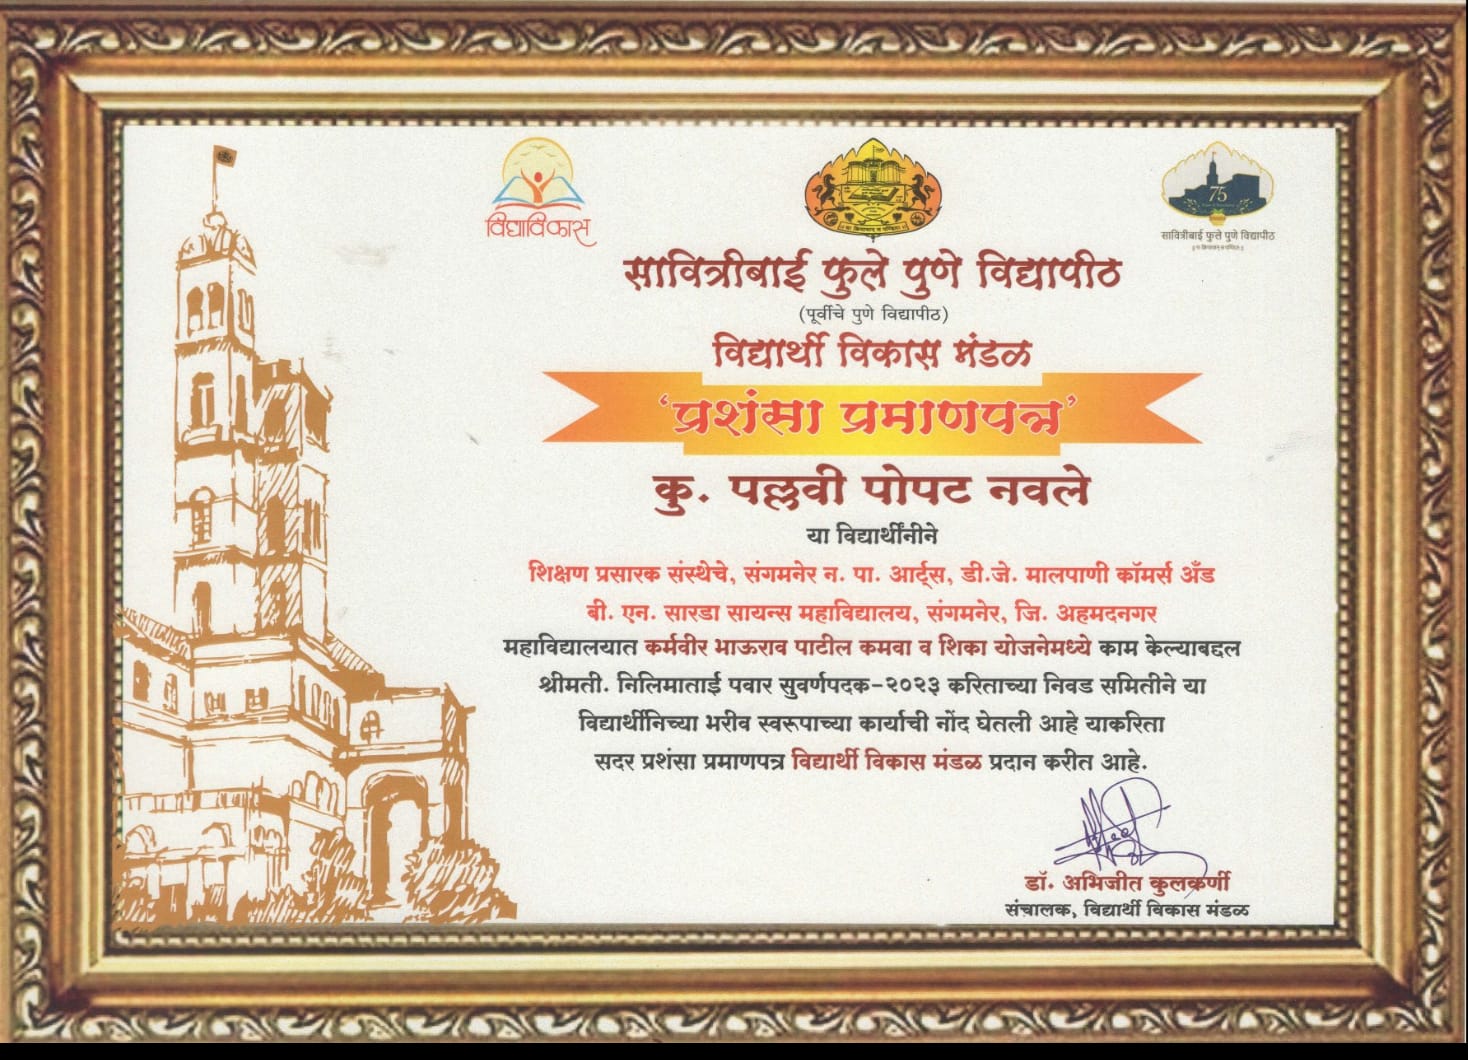 विद्याविकास
सावित्रीबाई फुले पुणे विद्यापीठ
(पूर्वीचे पुणे विद्यापीठ)
75
सावित्रीबाई फुले पुणे विद्यापीठ
विद्यार्थी विकास मंडळ
‘प्रशंसा प्रमाणपत्र’
कु. पल्लवी पोपट नवले
या विद्यार्थीनीने
शिक्षण प्रसारक संस्थेचे, संगमनेर न. पा. आर्ट्स, डी.जे. मालपाणी कॉमर्स अँड
बी. एन. सारडा सायन्स महाविद्यालय, संगमनेर, जि. अहमदनगर
महाविद्यालयात कर्मवीर भाऊराव पाटील कमवा व शिका योजनेमध्ये काम केल्याबद्दल
श्रीमती. निलिमाताई पवार सुवर्णपदक-२०२३ करिताच्या निवड समितीने या
विद्यार्थीनिच्या भरीव स्वरूपाच्या कार्याची नोंद घेतली आहे याकरिता
सदर प्रशंसा प्रमाणपत्र विद्यार्थी विकास मंडळ प्रदान करीत आहे.
डॉ. अभिजीत कुलकर्णी
संचालक, विद्यार्थी विकास मंडळ